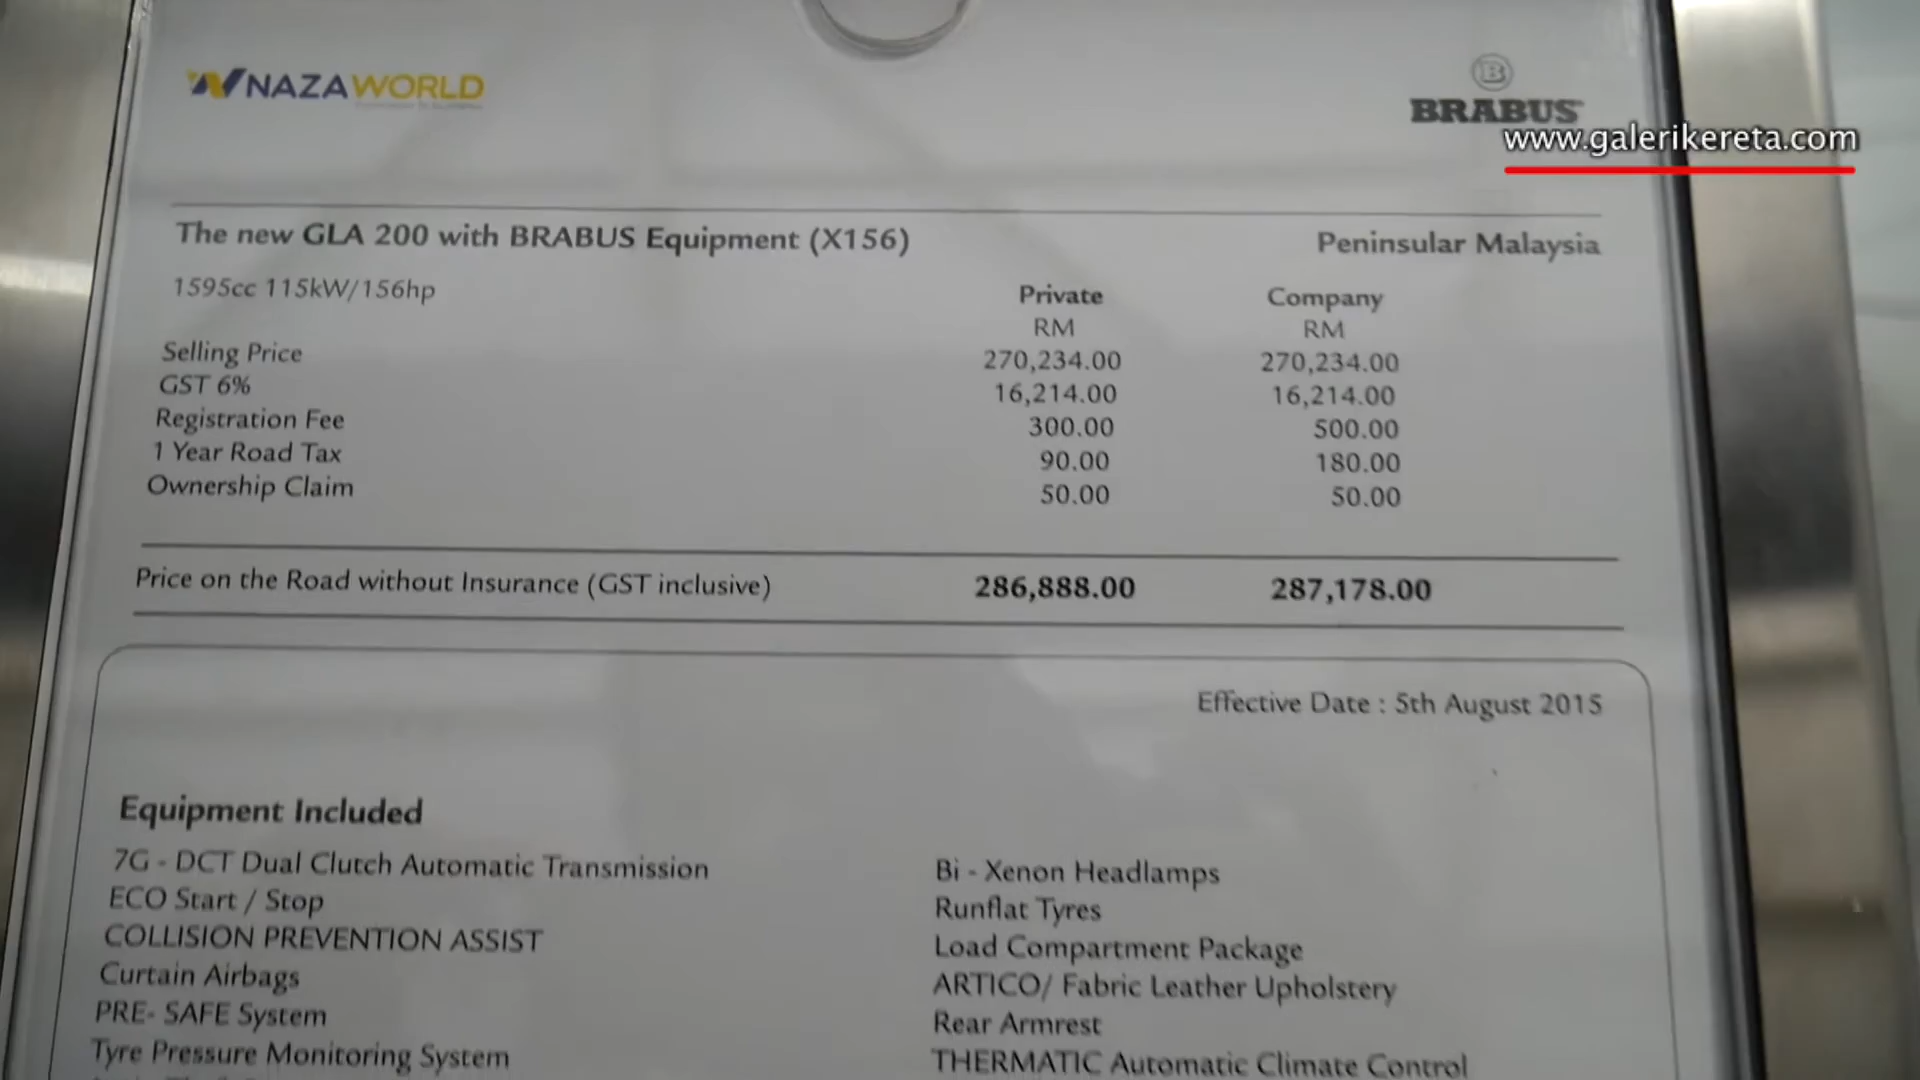 NAZA WORLD
B
BRABUS
www.galerikereta.com
The new GLA 200 with BRABUS Equipment (X156) Peninsular Malaysia
1595cc 115kW/156hp Private Company
RM RM
Selling Price 270,234.00 270,234.00
GST 6% 16,214.00 16,214.00
Registration Fee 300.00 500.00
1 Year Road Tax 90.00 180.00
Ownership Claim 50.00 50.00
Price on the Road without Insurance (GST inclusive) 286,888.00 287,178.00
Effective Date : 5th August 2015
Equipment Included
7G - DCT Dual Clutch Automatic Transmission
ECO Start / Stop
COLLISION PREVENTION ASSIST
Curtain Airbags
PRE- SAFE System
Tyre Pressure Monitoring System
Bi - Xenon Headlamps
Runflat Tyres
Load Compartment Package
ARTICO/ Fabric Leather Upholstery
Rear Armrest
THERMATIC Automatic Climate Control